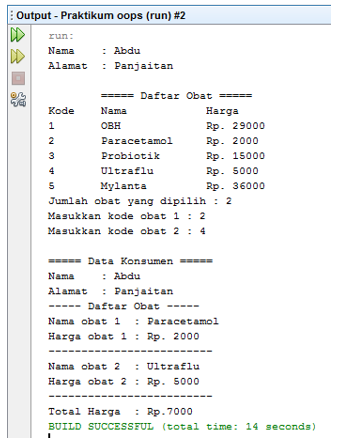 Output - Praktikum oops (run) #2
run:
Nama    : Abdu
Alamat  : Panjaitan
===== Daftar Obat =====
Kode    Nama            Harga
1       OBH             Rp. 29000
2       Paracetamol     Rp. 2000
3       Probiotik       Rp. 15000
4       Ultraflu        Rp. 5000
5       Mylanta         Rp. 36000
Jumlah obat yang dipilih : 2
Masukkan kode obat 1 : 2
Masukkan kode obat 2 : 4
===== Data Konsumen =====
Nama    : Abdu
Alamat  : Panjaitan
----- Daftar Obat -----
Nama obat 1  : Paracetamol
Harga obat 1 : Rp. 2000
-------------------------
Nama obat 2  : Ultraflu
Harga obat 2 : Rp. 5000
-------------------------
Total Harga  : Rp.7000
BUILD SUCCESSFUL (total time: 14 seconds)